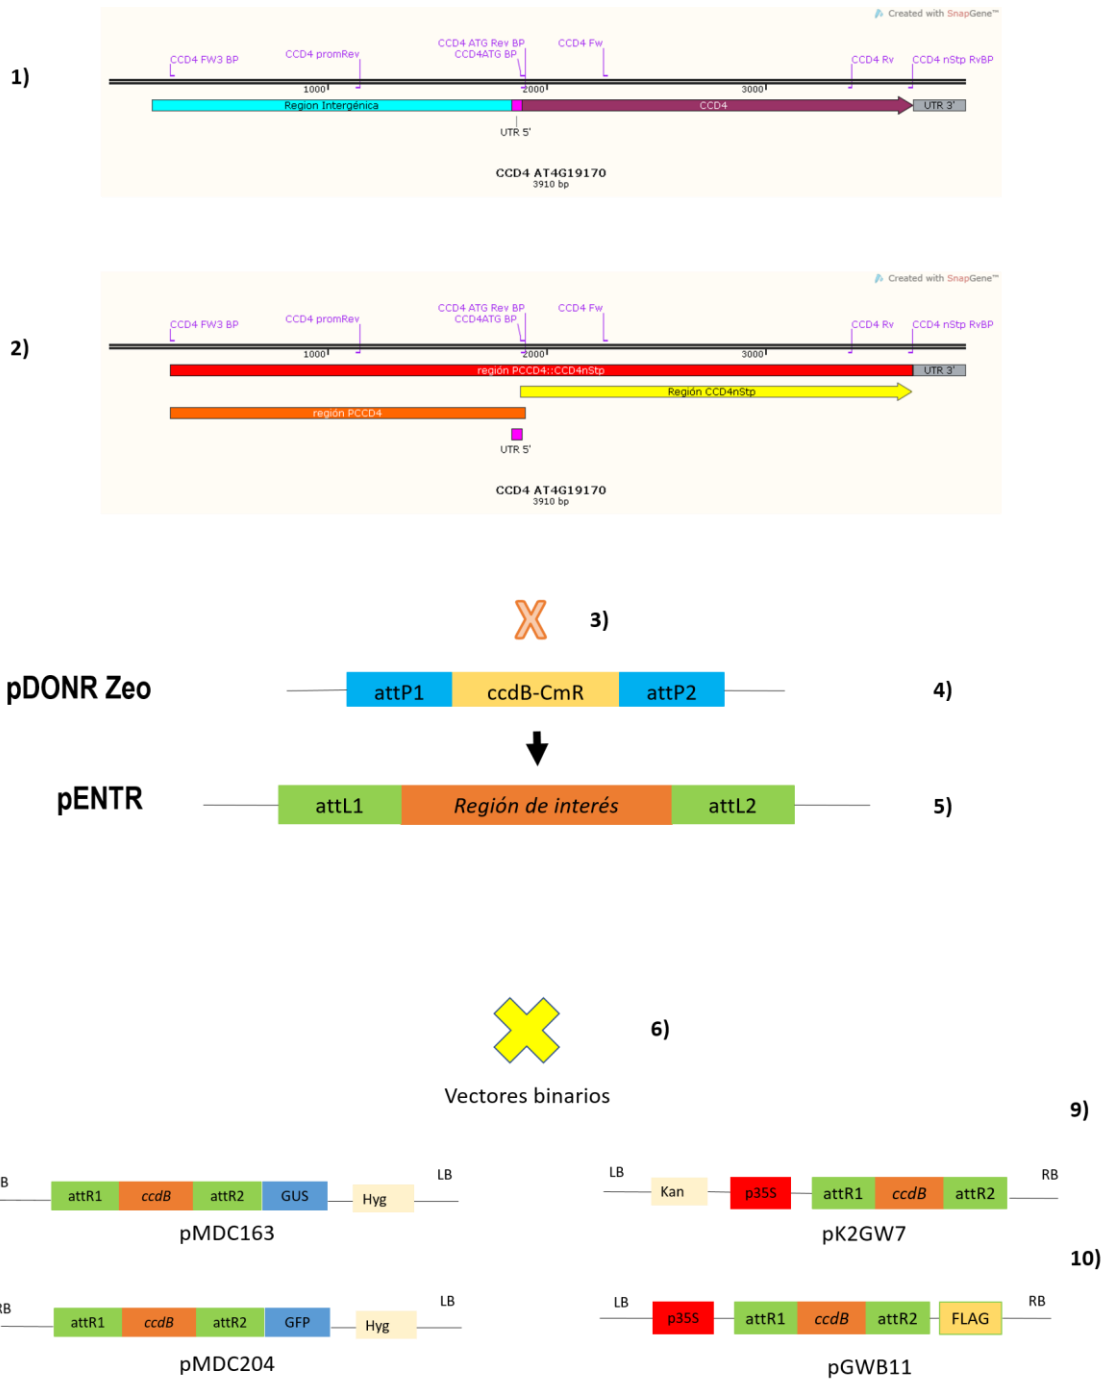 Created with SnapGene™
CCD4 ATG Rev BP
CCD4 Fw
CCD4 FW3 BP
CCD4 promRev
CCD4ATG BP
CCD4 Rv
CCD4 nStp RvBP
1)
1000
2000
3000
Region Intergénica
CCD4
UTR 3'
UTR 5'
CCD4 AT4G19170
3910 bp
Created with SnapGene™
CCD4 ATG Rev BP
CCD4 Fw
CCD4 FW3 BP
CCD4 promRev
CCD4ATG BP
CCD4 Rv
CCD4 nStp RvBP
2)
1000
2000
3000
región PCCD4::CCD4nStp
UTR 3'
Región CCD4nStp
región PCCD4
UTR 5'
CCD4 AT4G19170
3910 bp
3)
pDONR Zeo
attP1
ccdB-CmR
attP2
4)
pENTR
attL1
Región de interés
attL2
5)
6)
Vectores binarios
9)
B
LB
attR1
ccdB
attR2
GUS
Hyg
pMDC163
LB
RB
Kan
p35S
attR1
ccdB
attR2
pK2GW7
10)
RB
LB
attR1
ccdB
attR2
GFP
Hyg
pMDC204
LB
RB
p35S
attR1
ccdB
attR2
FLAG
pGWB11